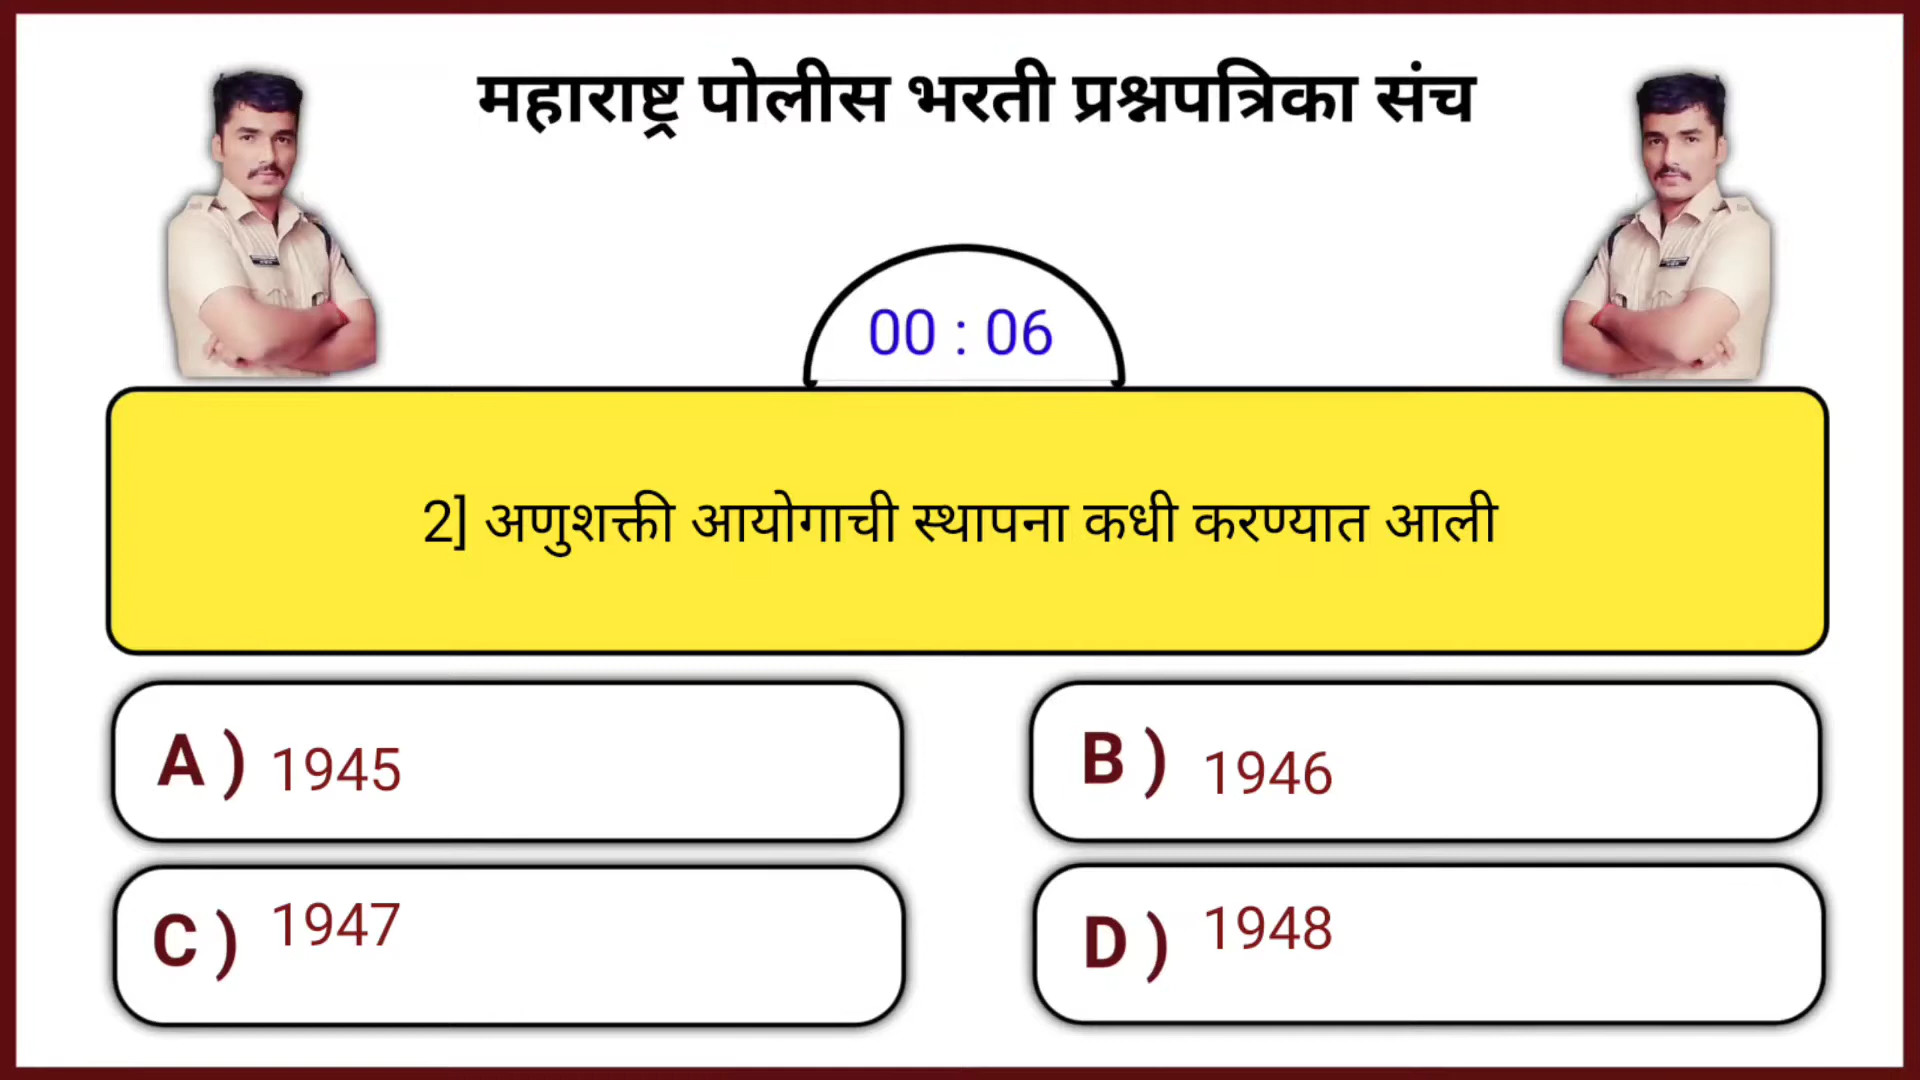 महाराष्ट्र पोलीस भरती प्रश्नपत्रिका संच
00 : 06
2] अणुशक्ती आयोगाची स्थापना कधी करण्यात आली
A ) 1945
B ) 1946
C ) 1947
D ) 1948